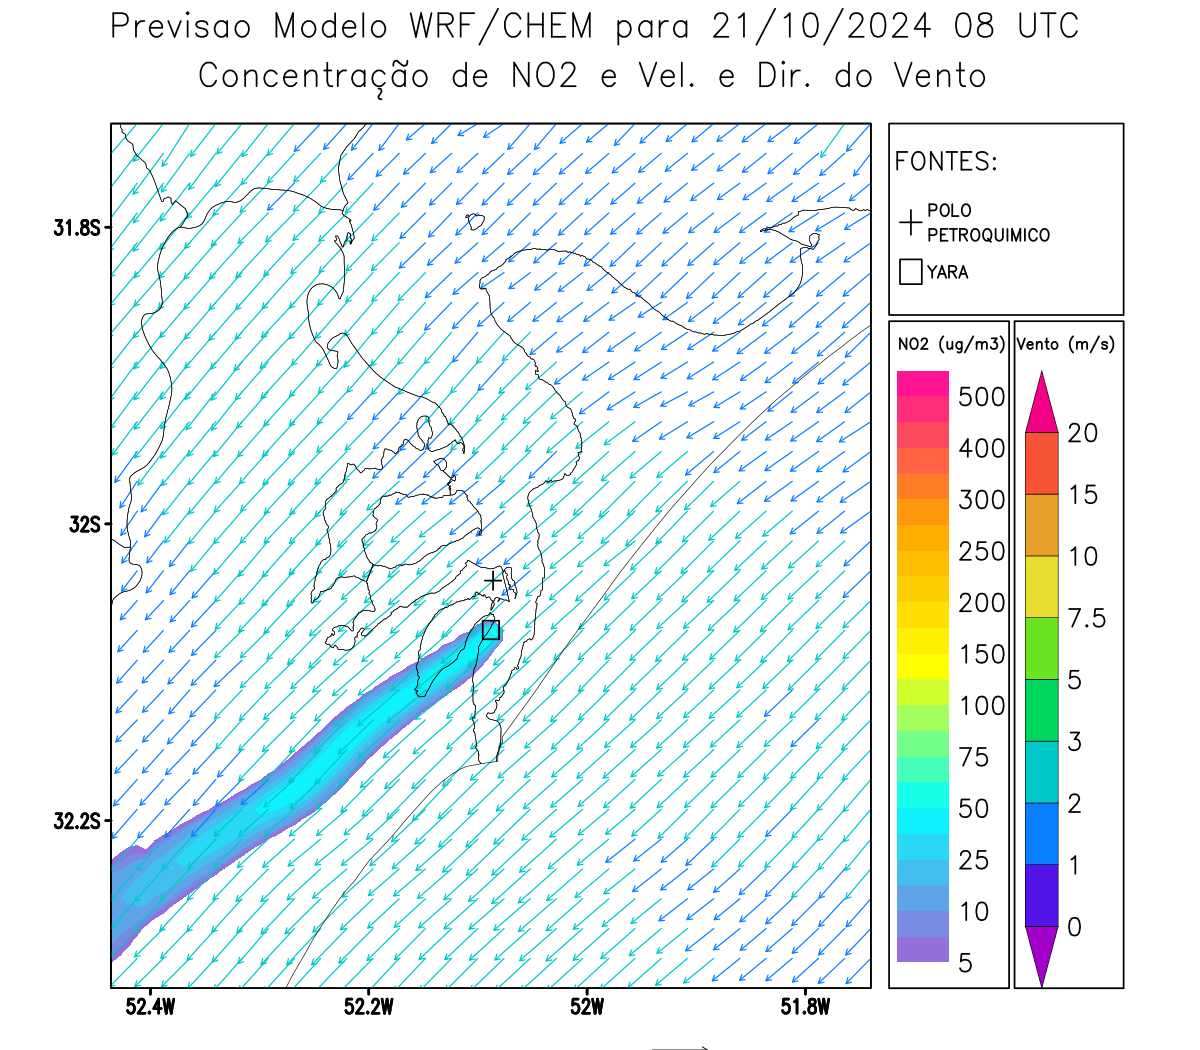 Previsao Modelo WRF/CHEM para 21/10/2024 08 UTC
Concentração de NO2 e Vel. e Dir. do Vento
FONTES:
POLO
PETROQUIMICO
YARA
NO2 (ug/m3)
500
400
300
250
200
150
100
75
50
25
10
5
Vento (m/s)
20
15
10
7.5
5
3
2
1
0
31.8S
32S
32.2S
52.4W
52.2W
52W
51.8W